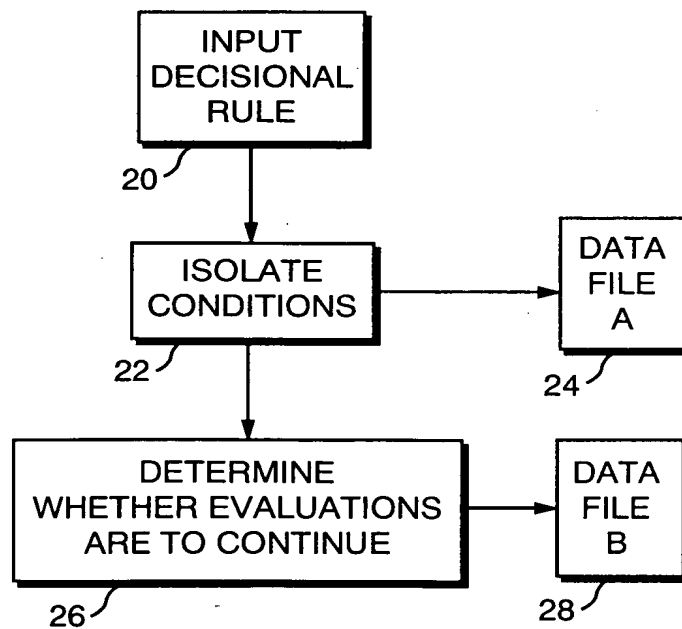 INPUT
DECISIONAL
RULE
20
ISOLATE
CONDITIONS
22
DATA
FILE
A
24
DETERMINE
WHETHER EVALUATIONS
ARE TO CONTINUE
26
DATA
FILE
B
28